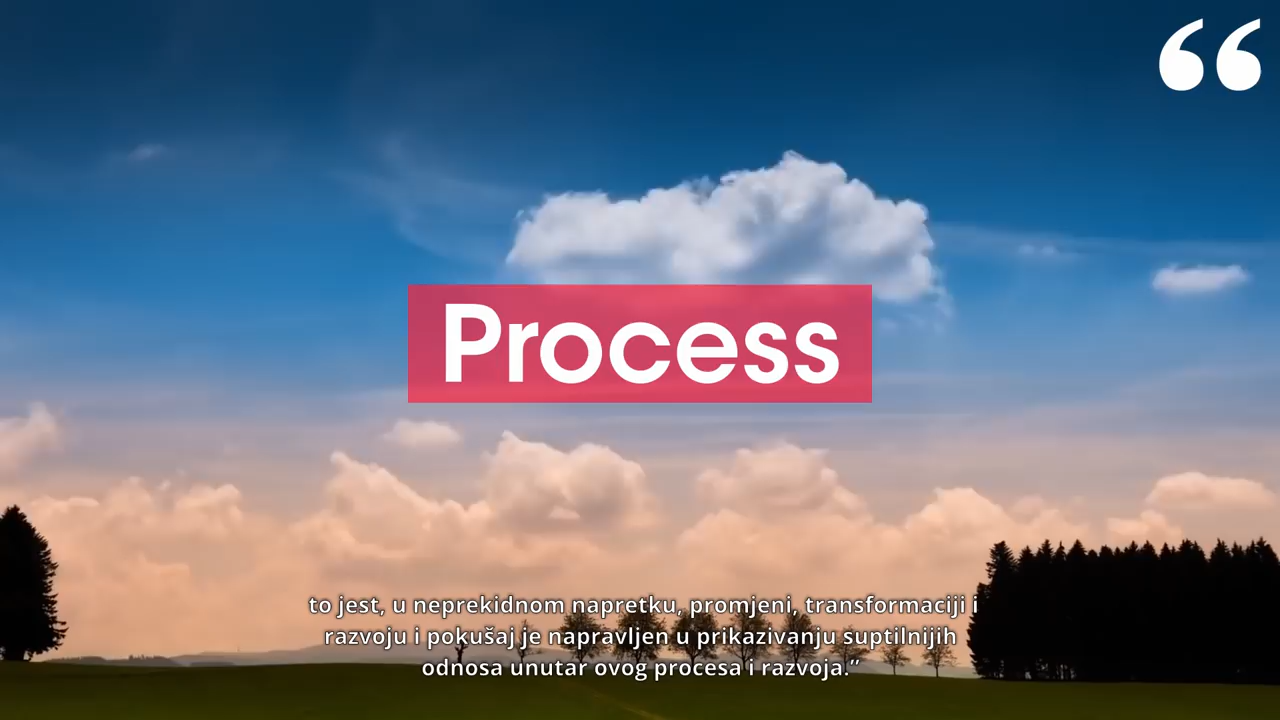 “
Process
to jest, u neprekidnom napretku, promjeni, transformaciji i
razvoju i pokušaj je napravljen u prikazivanju suptilnijih
odnosa unutar ovog procesa i razvoja.”